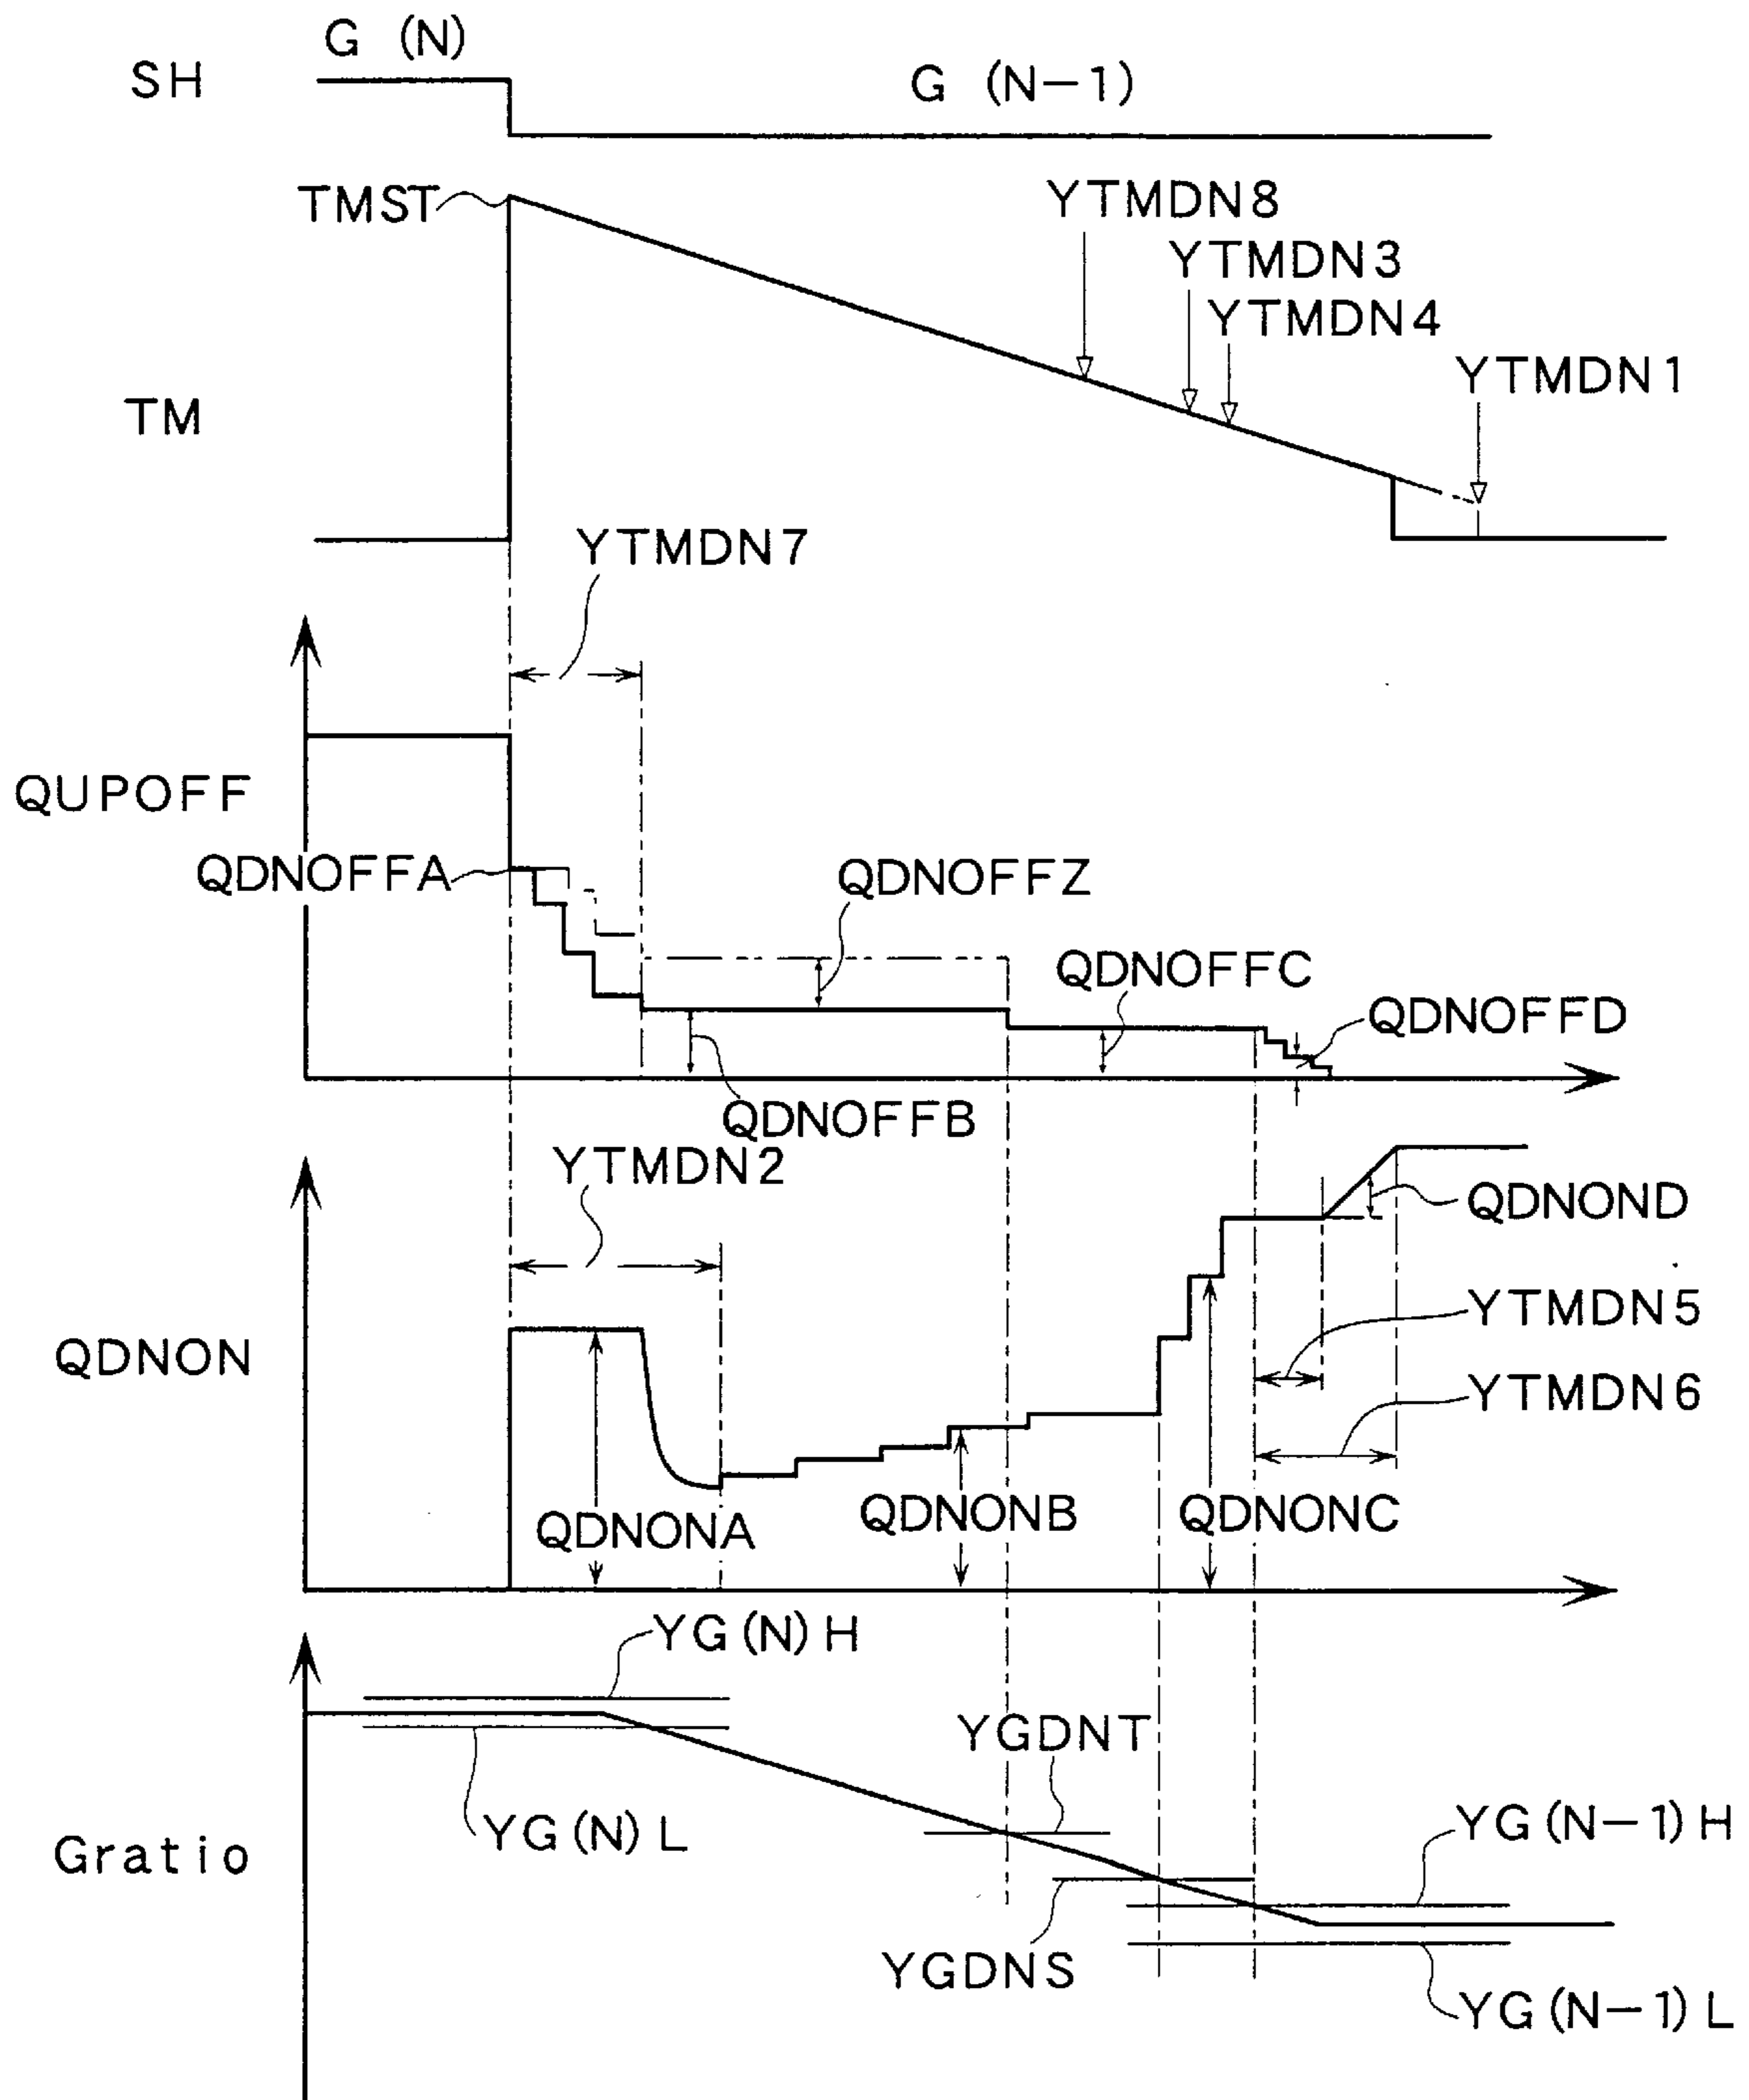 G (N)
SH
G (N-1)
TMST
YTMDN8
YTMDN3
YTMDN4
YTMDN1
TM
YTMDN7
QUPOFF
QDNOFFA
QDNOFFZ
QDNOFFC
QDNOFFD
QDNOFFB
YTMDN2
QDNOND
YTMDN5
QDNON
YTMDN6
QDNONA
QDNONB
QDNONC
YG (N) H
YGDNT
YG (N) L
YG (N-1) H
Gratio
YGDNS
YG (N-1) L